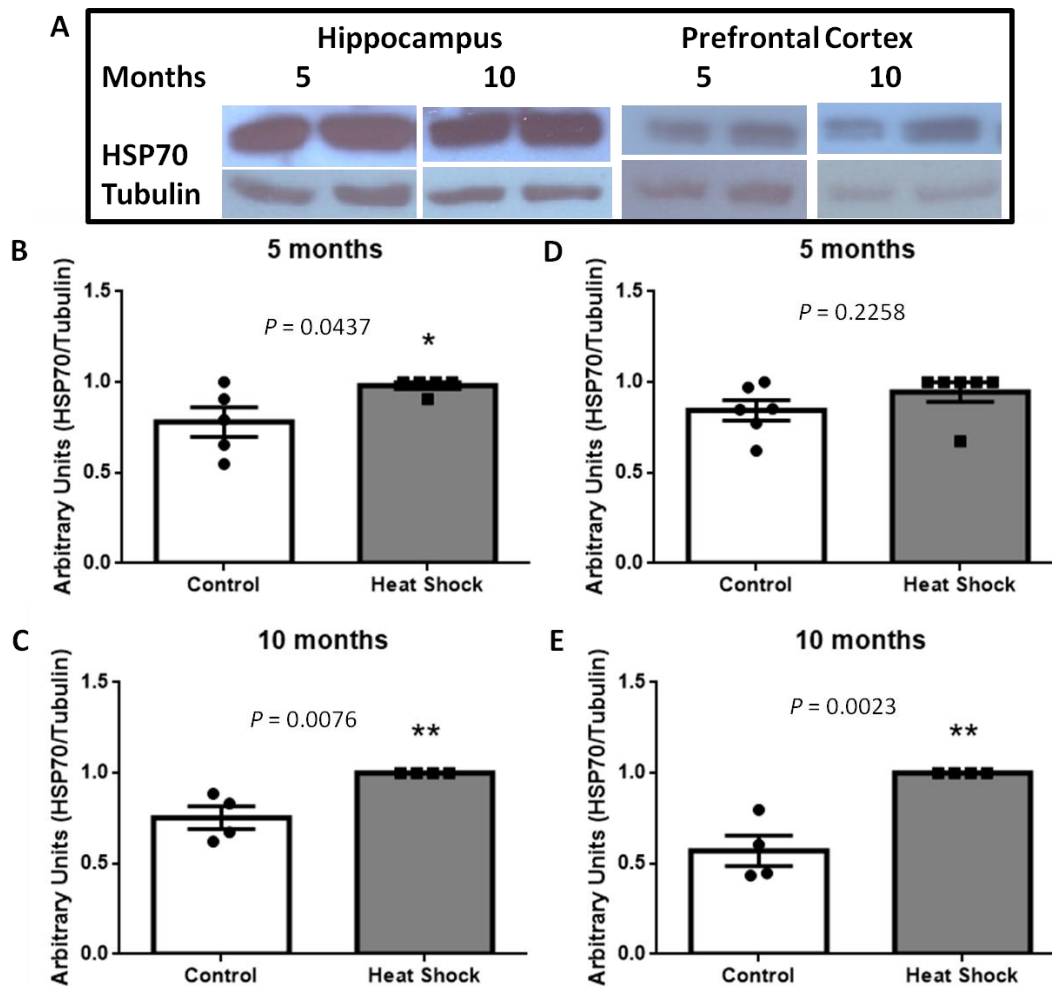 A
Hippocampus Prefrontal Cortex
Months 5 10 5 10
HSP70
Tubulin
B
5 months
Arbitrary Units (HSP70/Tubulin)
1.5
1.0
0.5
0.0
P = 0.0437
*
Control Heat Shock
D
5 months
Arbitrary Units (HSP70/Tubulin)
1.5
1.0
0.5
0.0
P = 0.2258
Control Heat Shock
C
10 months
Arbitrary Units (HSP70/Tubulin)
1.5
1.0
0.5
0.0
P = 0.0076
**
Control Heat Shock
E
10 months
Arbitrary Units (HSP70/Tubulin)
1.5
1.0
0.5
0.0
P = 0.0023
**
Control Heat Shock